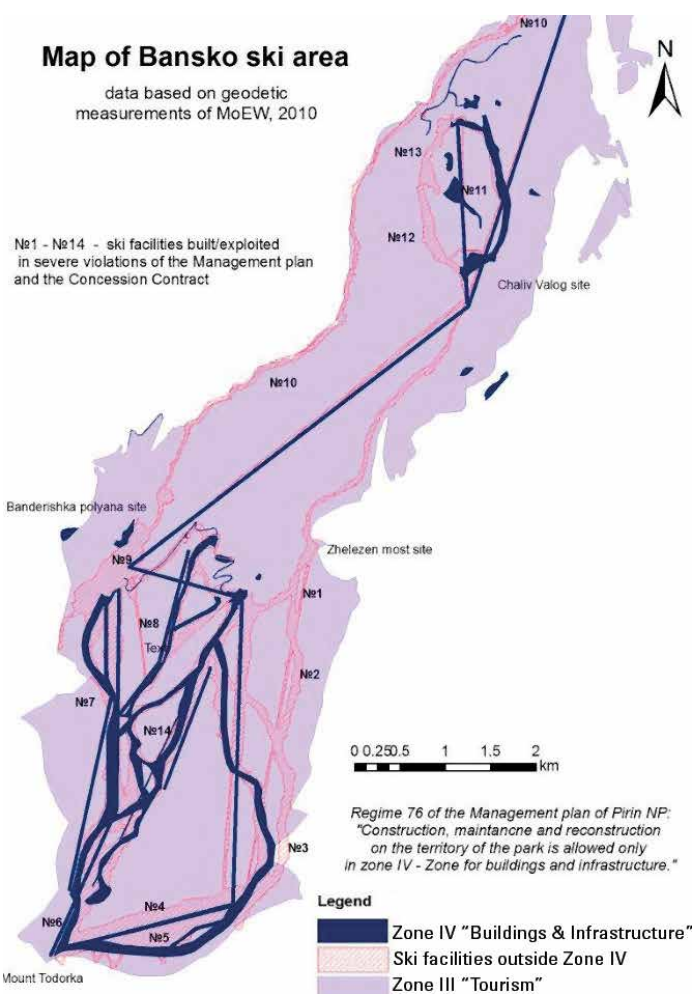 №10
Map of Bansko ski area
N
data based on geodetic
measurements of MoEW, 2010
№13
№11
№1 - №14 - ski facilities built/exploited
in severe violations of the Management plan
and the Concession Contract
№12
Chaliv Valog site
№10
Banderishka polyana site
Zhelezen most site
№9
№1
№8
Text
№2
№7
№14
0 0.250.5 1 1.5 2
km
Regime 76 of the Management plan of Pirin NP:
"Construction, maintancne and reconstruction
on the territory of the park is allowed only
in zone IV - Zone for buildings and infrastructure."
№3
Legend
№4
№6
№5
Zone IV "Buildings & Infrastructure"
Ski facilities outside Zone IV
Mount Todorka
Zone III "Tourism"